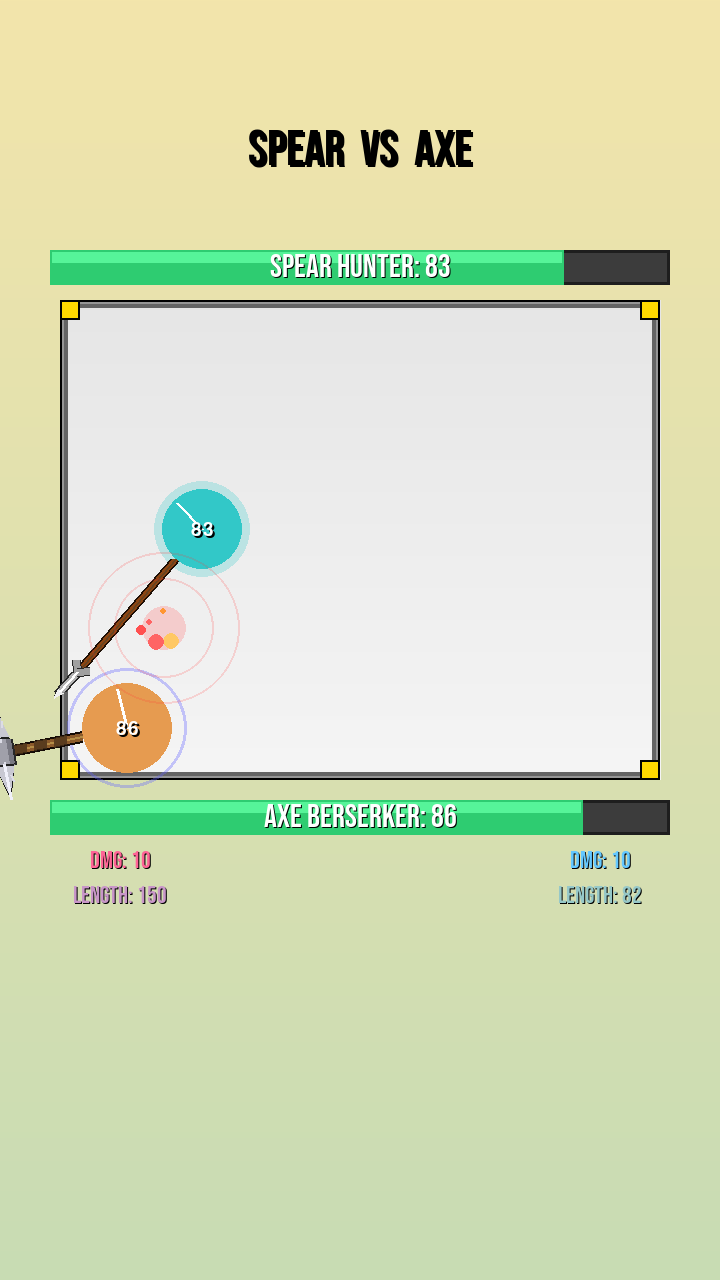 SPEAR VS AXE
SPEAR HUNTER: 83
83
86
AXE BERSERKER: 86
DMG: 10
DMG: 10
LENGTH: 150
LENGTH: 82